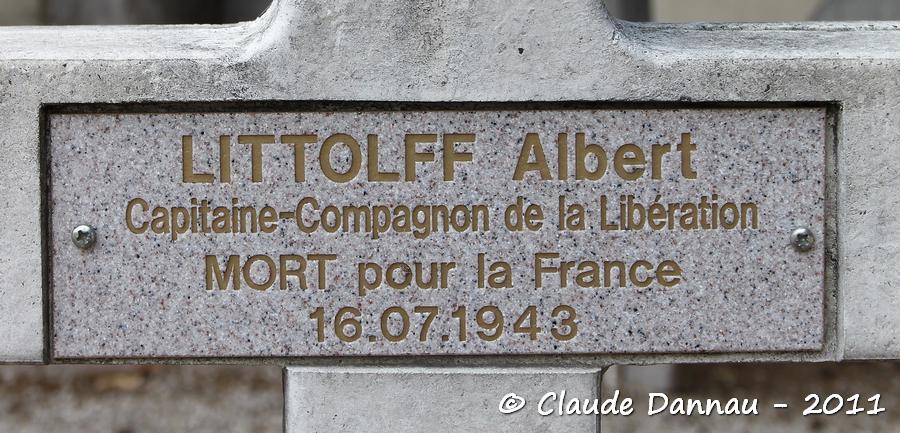 LITTOLFF Albert
Capitaine-Compagnon de la Libération
MORT pour la France
16.07.1943
© Claude Dannau - 2011